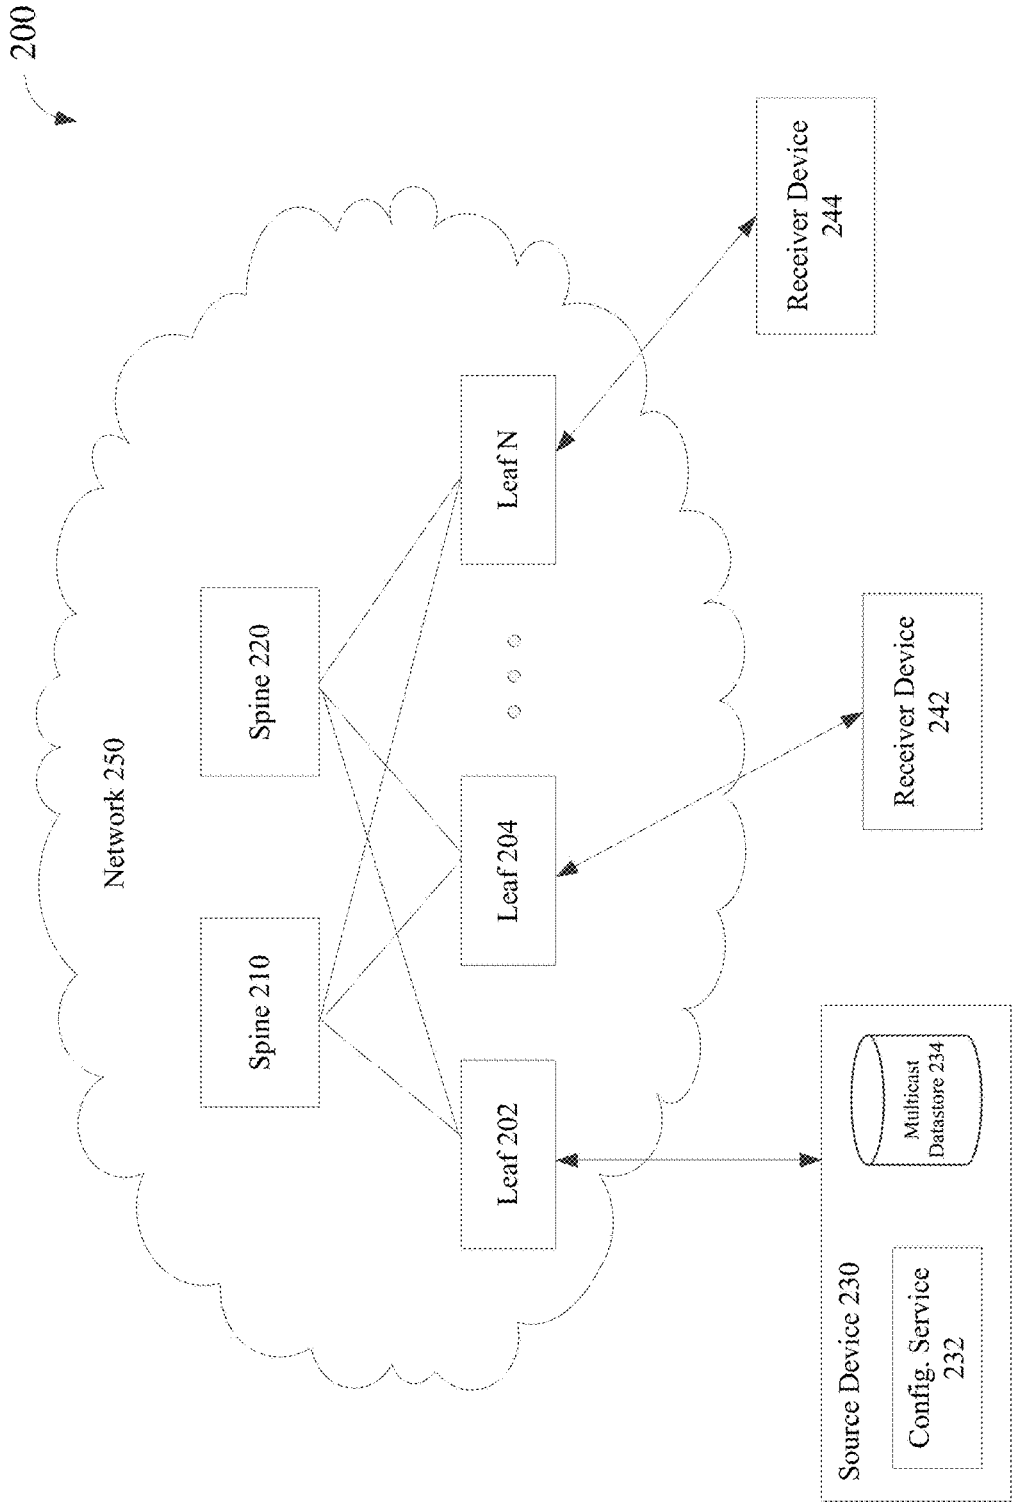 200
Network 250
Spine 210
Spine 220
Leaf 202
Leaf 204
Leaf N
Source Device 230
Config. Service
232
Multicast
Datastore 234
Receiver Device
242
Receiver Device
244